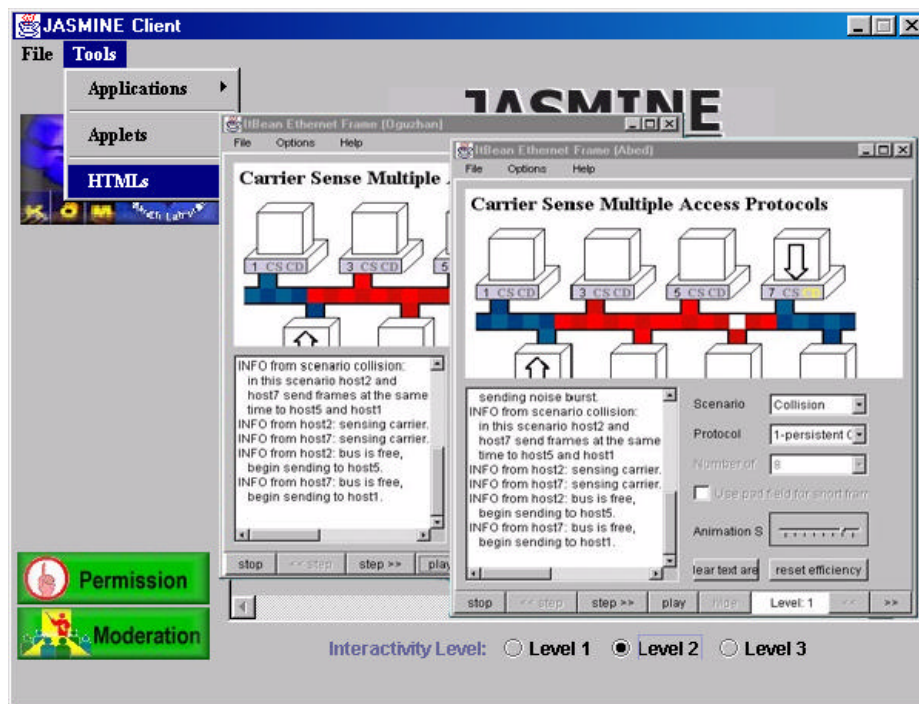 JASMINE Client
File Tools
Applications
Applets
HTMLs
JASMINE
K O M
ItBean Ethernet Frame [Oguzhan]
File Options Help
Carrier Sense Multiple
1 CS CD
3 CS CD
5
INFO from scenario collision:
in this scenario host2 and
host7 send frames at the same
time to host5 and host1
INFO from host2: sensing carrier.
INFO from host7: sensing carrier.
INFO from host2: bus is free,
begin sending to host5.
INFO from host7: bus is free,
begin sending to host1.
stop << step step >> play
ItBean Ethernet Frame [Abed]
File Options Help
Carrier Sense Multiple Access Protocols
1 CS CD
3 CS CD
5 CS CD
7 CS CD
sending noise burst.
INFO from scenario collision:
in this scenario host2 and
host7 send frames at the same
time to host5 and host1
INFO from host2: sensing carrier.
INFO from host7: sensing carrier.
INFO from host2: bus is free,
begin sending to host5.
INFO from host7: bus is free,
begin sending to host1.
Scenario Collision
Protocol 1-persistent C
Number of 8
Use pad field for short fram
Animation S
lear text are reset efficiency
stop << step step >> play hide Level: 1 << >>
Permission
Moderation
Interactivity Level: Level 1 Level 2 Level 3